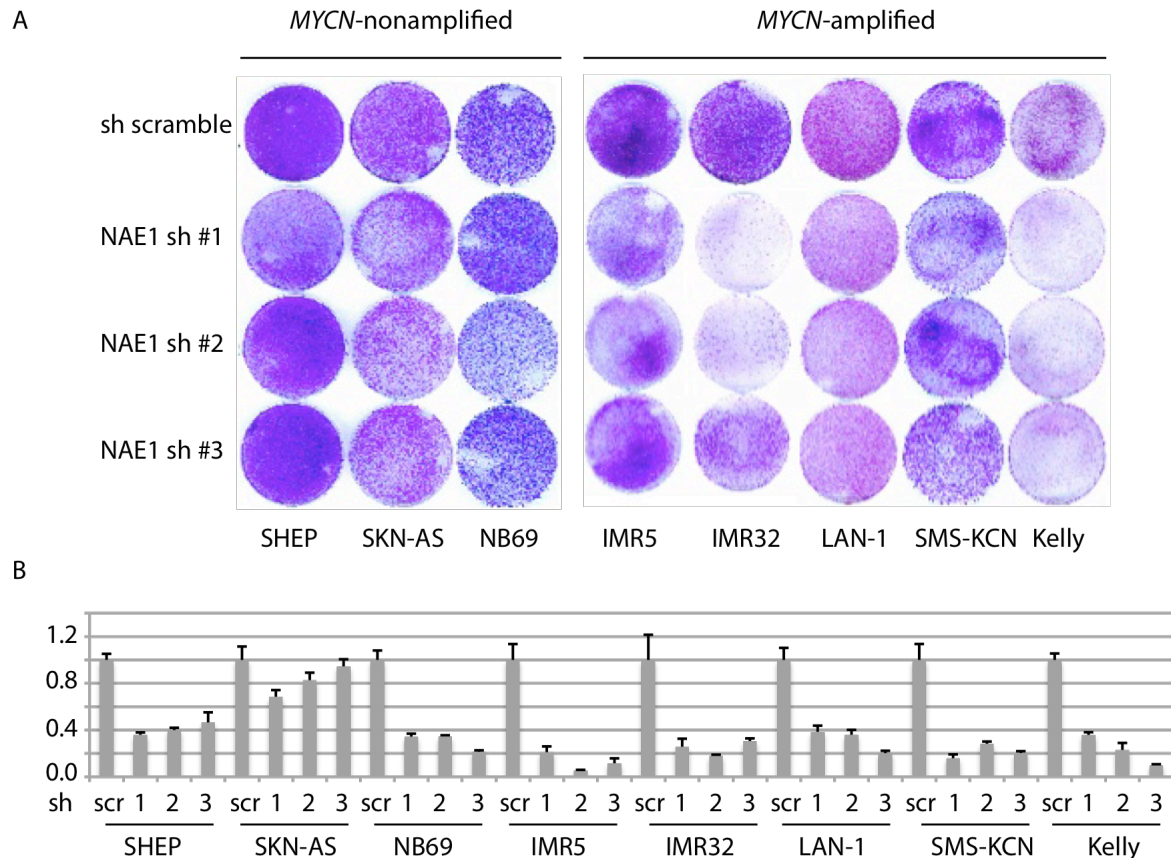 A
MYCN-nonamplified MYCN-amplified
sh scramble
NAE1 sh #1
NAE1 sh #2
NAE1 sh #3
SHEP SKN-AS NB69 IMR5 IMR32 LAN-1 SMS-KCN Kelly
B
1.2
0.8
0.4
0.0
sh scr 1 2 3 scr 1 2 3 scr 1 2 3 scr 1 2 3 scr 1 2 3 scr 1 2 3 scr 1 2 3 scr 1 2 3
SHEP SKN-AS NB69 IMR5 IMR32 LAN-1 SMS-KCN Kelly